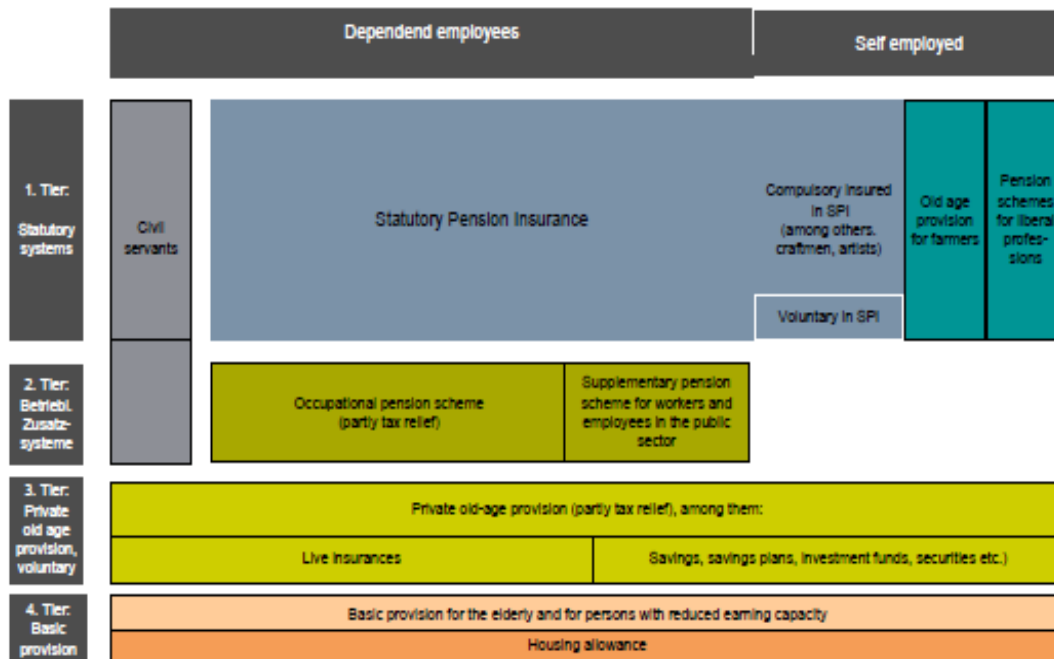 Dependend employees
Self employed
1. Tier:
Statutory
systems
Civil
servants
Statutory Pension Insurance
Compulsory insured
in SPI
(among others,
craftmen, artists)
Voluntary in SPI
Old age
provision
for farmers
Pension
schemes
for liberal
profes-
sions
2. Tier:
Betriebl.
Zusatz-
systeme
Occupational pension scheme
(partly tax relief)
Supplementary pension
scheme for workers and
employees in the public
sector
3. Tier:
Private
old age
provision,
voluntary
Private old-age provision (partly tax relief), among them:
Live insurances
Savings, savings plans, investment funds, securities etc.)
4. Tier:
Basic
provision
Basic provision for the elderly and for persons with reduced earning capacity
Housing allowance